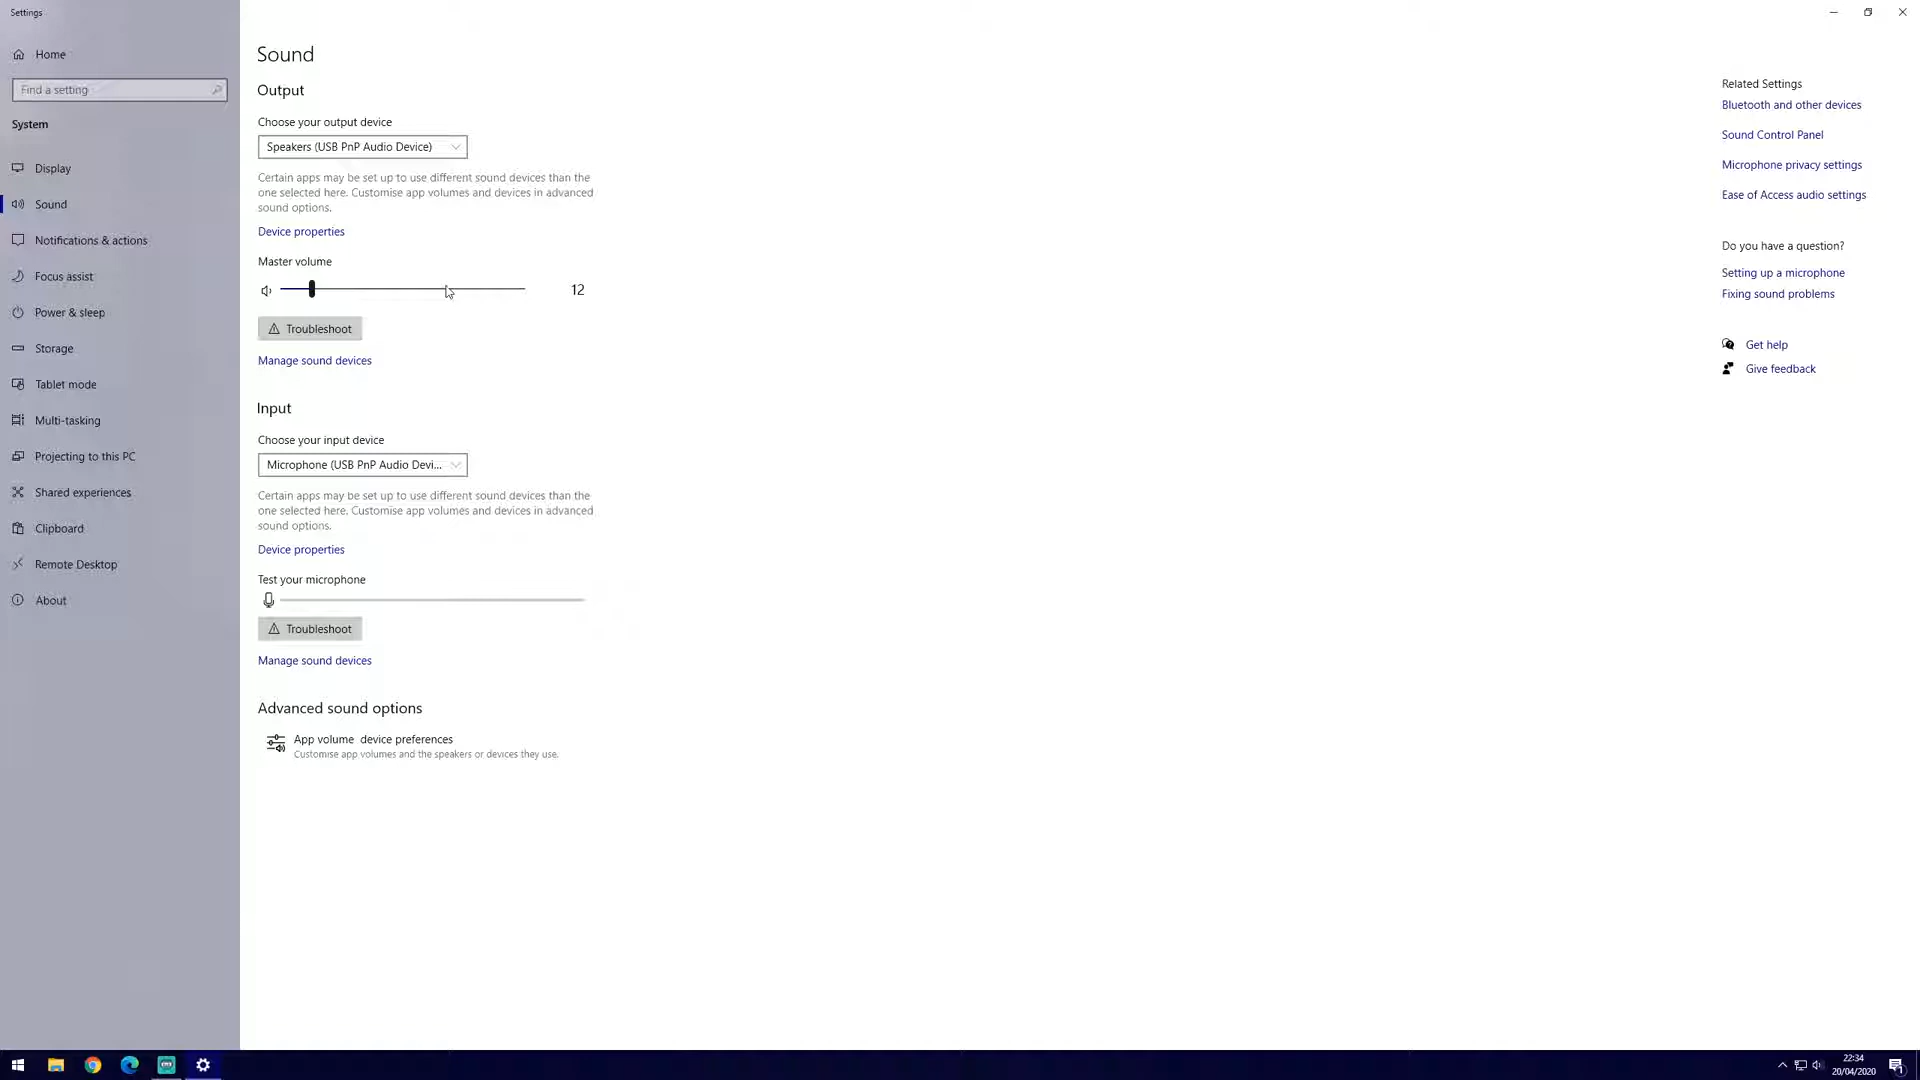 Settings
Home
Find a setting
System
Display
Sound
Notifications & actions
Focus assist
Power & sleep
Storage
Tablet mode
Multi-tasking
Projecting to this PC
Shared experiences
Clipboard
Remote Desktop
About
Sound
Output
Choose your output device
Speakers (USB PnP Audio Device)
Certain apps may be set up to use different sound devices than the
one selected here. Customise app volumes and devices in advanced
sound options.
Device properties
Master volume
12
Troubleshoot
Manage sound devices
Input
Choose your input device
Microphone (USB PnP Audio Devi...
Certain apps may be set up to use different sound devices than the
one selected here. Customise app volumes and devices in advanced
sound options.
Device properties
Test your microphone
Troubleshoot
Manage sound devices
Advanced sound options
App volume device preferences
Customise app volumes and the speakers or devices they use.
Related Settings
Bluetooth and other devices
Sound Control Panel
Microphone privacy settings
Ease of Access audio settings
Do you have a question?
Setting up a microphone
Fixing sound problems
Get help
Give feedback
22:34
20/04/2020